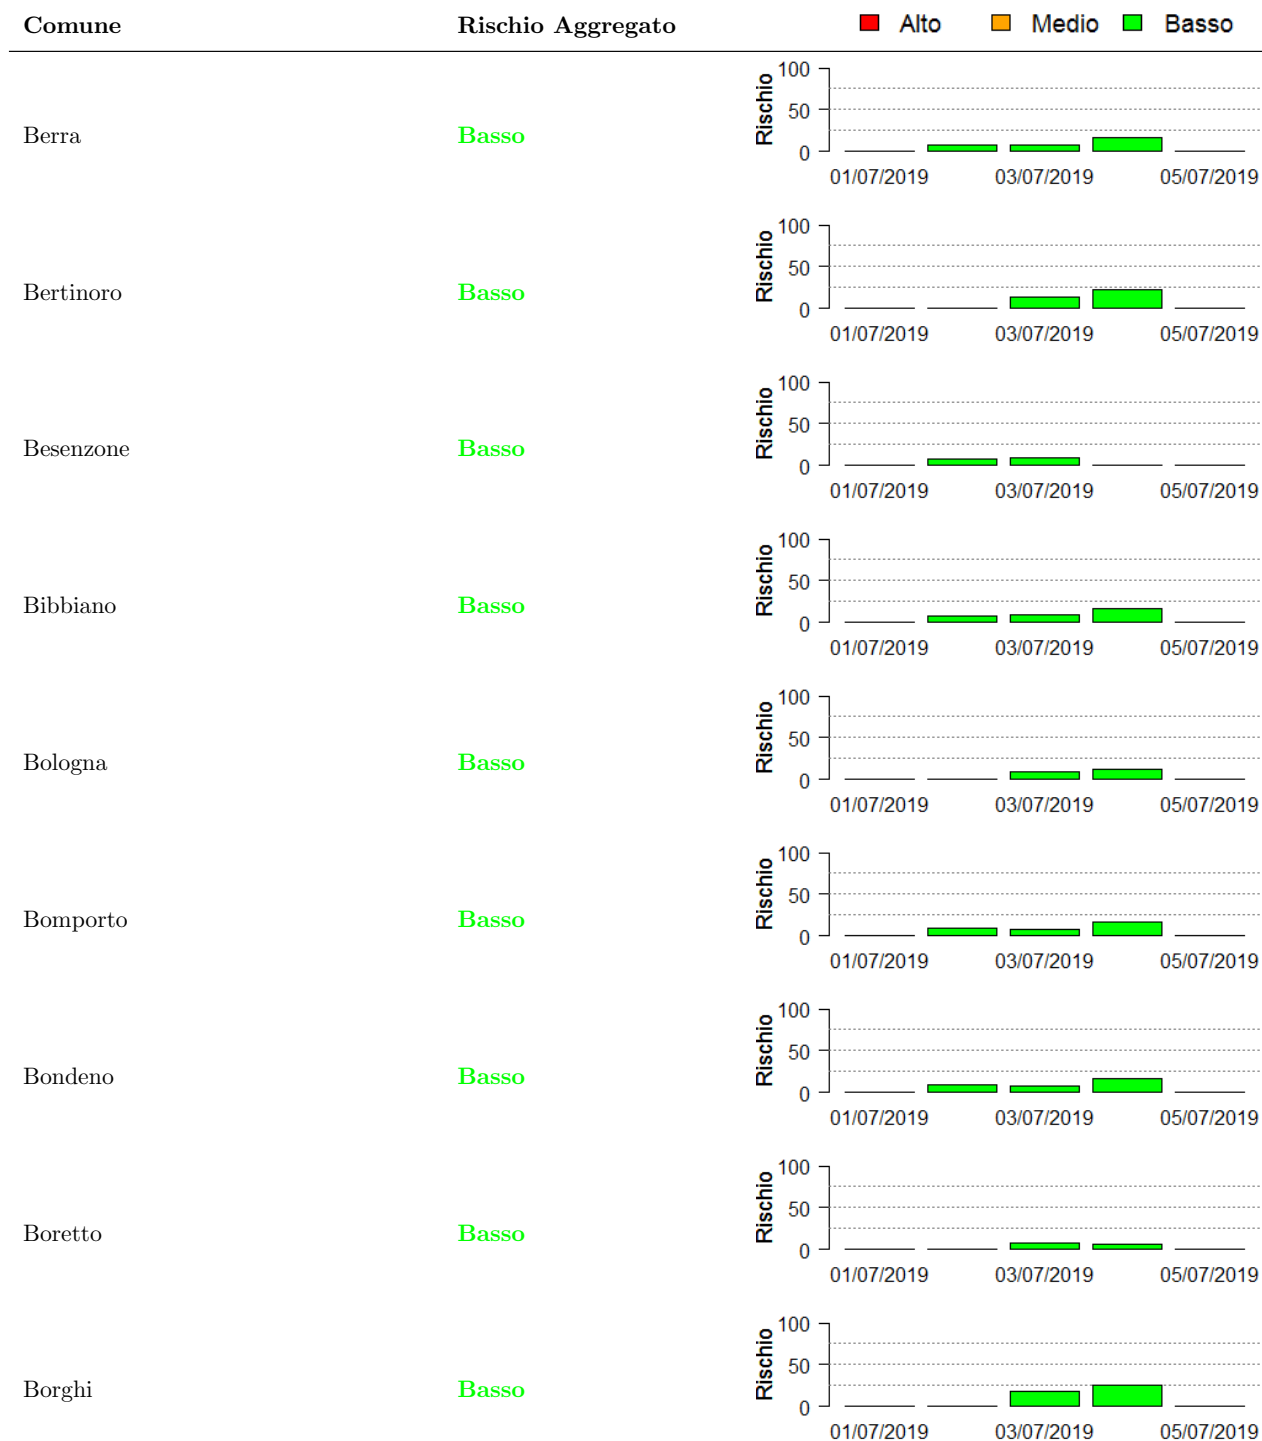 Comune Rischio Aggregato Alto Medio Basso
100
50
0
Rischio
Berra Basso
01/07/2019 03/07/2019 05/07/2019
100
50
0
Rischio
Bertinoro Basso
01/07/2019 03/07/2019 05/07/2019
100
50
0
Rischio
Besenzone Basso
01/07/2019 03/07/2019 05/07/2019
100
50
0
Rischio
Bibbiano Basso
01/07/2019 03/07/2019 05/07/2019
100
50
0
Rischio
Bologna Basso
01/07/2019 03/07/2019 05/07/2019
100
50
0
Rischio
Bomporto Basso
01/07/2019 03/07/2019 05/07/2019
100
50
0
Rischio
Bondeno Basso
01/07/2019 03/07/2019 05/07/2019
100
50
0
Rischio
Boretto Basso
01/07/2019 03/07/2019 05/07/2019
100
50
0
Rischio
Borghi Basso
01/07/2019 03/07/2019 05/07/2019